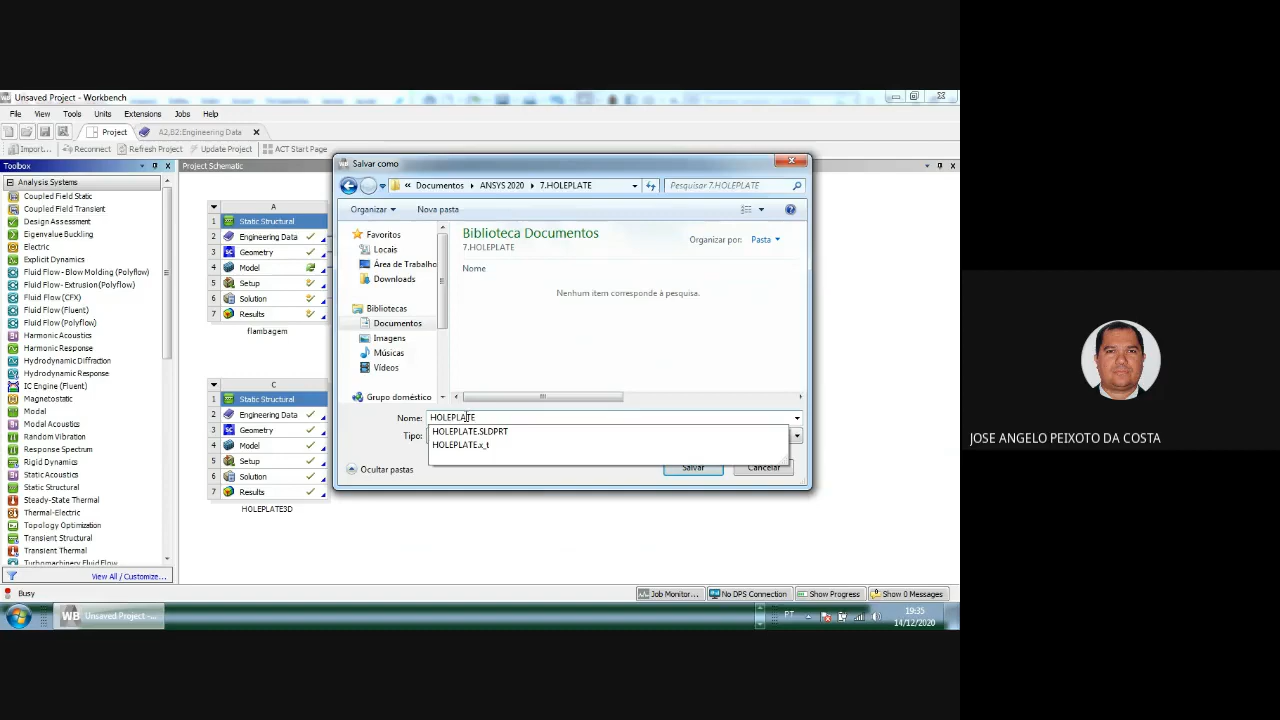 Unsaved Project - Workbench
File View Tools Units Extensions Jobs Help
Project A2,B2:Engineering Data
Import... Reconnect Refresh Project Update Project ACT Start Page
Toolbox
Analysis Systems
Coupled Field Static
Coupled Field Transient
Design Assessment
Eigenvalue Buckling
Electric
Explicit Dynamics
Fluid Flow - Blow Molding (Polyflow)
Fluid Flow - Extrusion (Polyflow)
Fluid Flow (CFX)
Fluid Flow (Fluent)
Fluid Flow (Polyflow)
Harmonic Acoustics
Harmonic Response
Hydrodynamic Diffraction
Hydrodynamic Response
IC Engine (Fluent)
Magnetostatic
Modal
Modal Acoustics
Random Vibration
Response Spectrum
Rigid Dynamics
Static Acoustics
Static Structural
Steady-State Thermal
Thermal-Electric
Topology Optimization
Transient Structural
Transient Thermal
Turbomachinery Fluid Flow
View All / Customize...
Project Schematic
A
1 Static Structural
2 Engineering Data
3 Geometry
4 Model
5 Setup
6 Solution
7 Results
flambagem
C
1 Static Structural
2 Engineering Data
3 Geometry
4 Model
5 Setup
6 Solution
7 Results
HOLEPLATE3D
Salvar como
« Documentos ANSYS 2020 7.HOLEPLATE
Pesquisar 7.HOLEPLATE
Organizar Nova pasta
Favoritos
Locais
Área de Trabalho
Downloads
Bibliotecas
Documentos
Imagens
Músicas
Vídeos
Grupo doméstico
Biblioteca Documentos
7.HOLEPLATE
Organizar por: Pasta
Nome
Nenhum item corresponde à pesquisa.
Nome: HOLEPLATE
Tipo:
HOLEPLATE.SLDPRT
HOLEPLATE.x_t
Ocultar pastas
Salvar Cancelar
Busy
Job Monitor... No DPS Connection Show Progress Show 0 Messages
WB Unsaved Project -...
PT
19:35
14/12/2020
JOSE ANGELO PEIXOTO DA COSTA